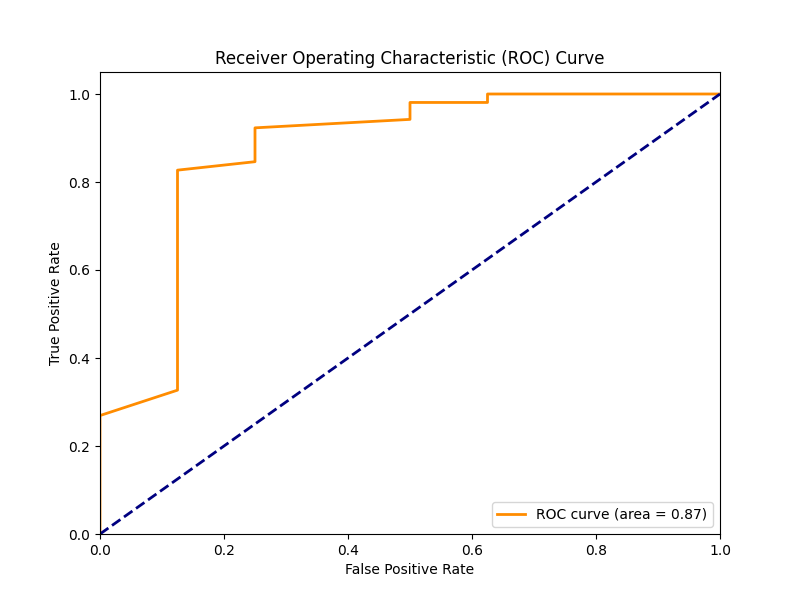 Receiver Operating Characteristic (ROC) Curve
1.0
0.8
0.6
0.4
0.2
0.0
True Positive Rate
ROC curve (area = 0.87)
0.0 0.2 0.4 0.6 0.8 1.0
False Positive Rate